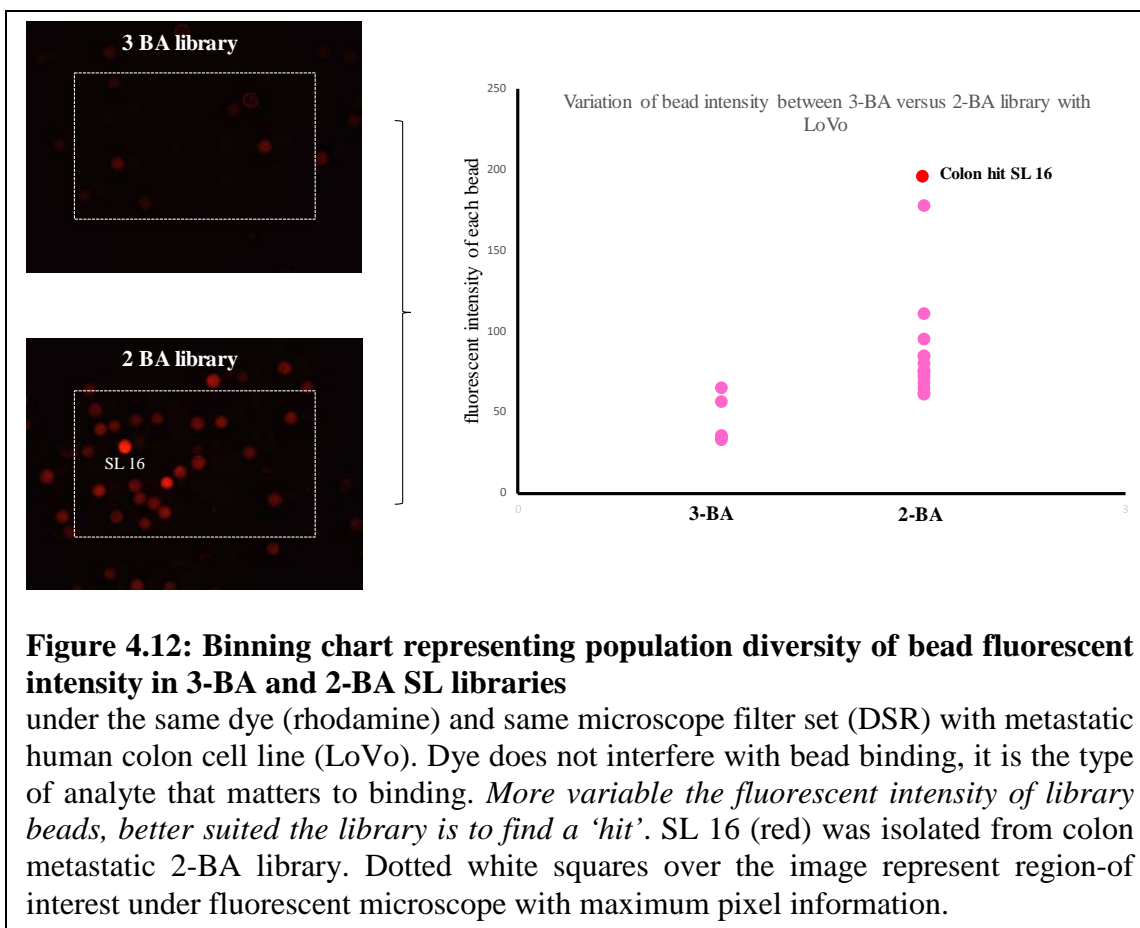 3 BA library
2 BA library
SL 16
Variation of bead intensity between 3-BA versus 2-BA library with
LoVo
fluorescent intensity of each bead
250
200
150
100
50
0
Colon hit SL 16
0
3-BA
2-BA
3
Figure 4.12: Binning chart representing population diversity of bead fluorescent
intensity in 3-BA and 2-BA SL libraries
under the same dye (rhodamine) and same microscope filter set (DSR) with metastatic
human colon cell line (LoVo). Dye does not interfere with bead binding, it is the type
of analyte that matters to binding. More variable the fluorescent intensity of library
beads, better suited the library is to find a ‘hit’. SL 16 (red) was isolated from colon
metastatic 2-BA library. Dotted white squares over the image represent region-of
interest under fluorescent microscope with maximum pixel information.